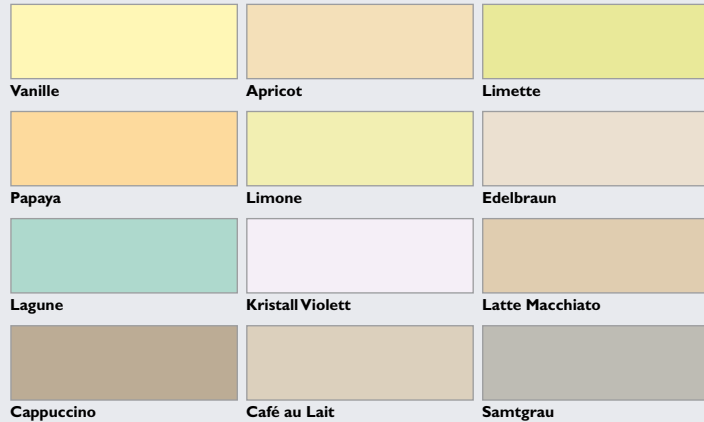 Vanille
Apricot
Limette
Papaya
Limone
Edelbraun
Lagune
Kristall Violett
Latte Macchiato
Cappuccino
Café au Lait
Samtgrau